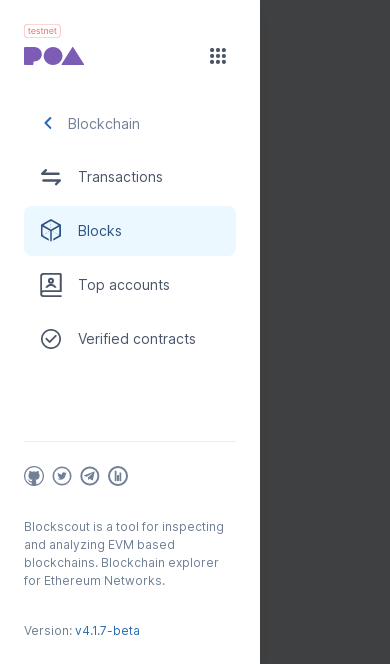 testnet
POA
Blockchain
Transactions
Blocks
Top accounts
Verified contracts
Blockscout is a tool for inspecting
and analyzing EVM based
blockchains. Blockchain explorer
for Ethereum Networks.
Version: v4.1.7-beta